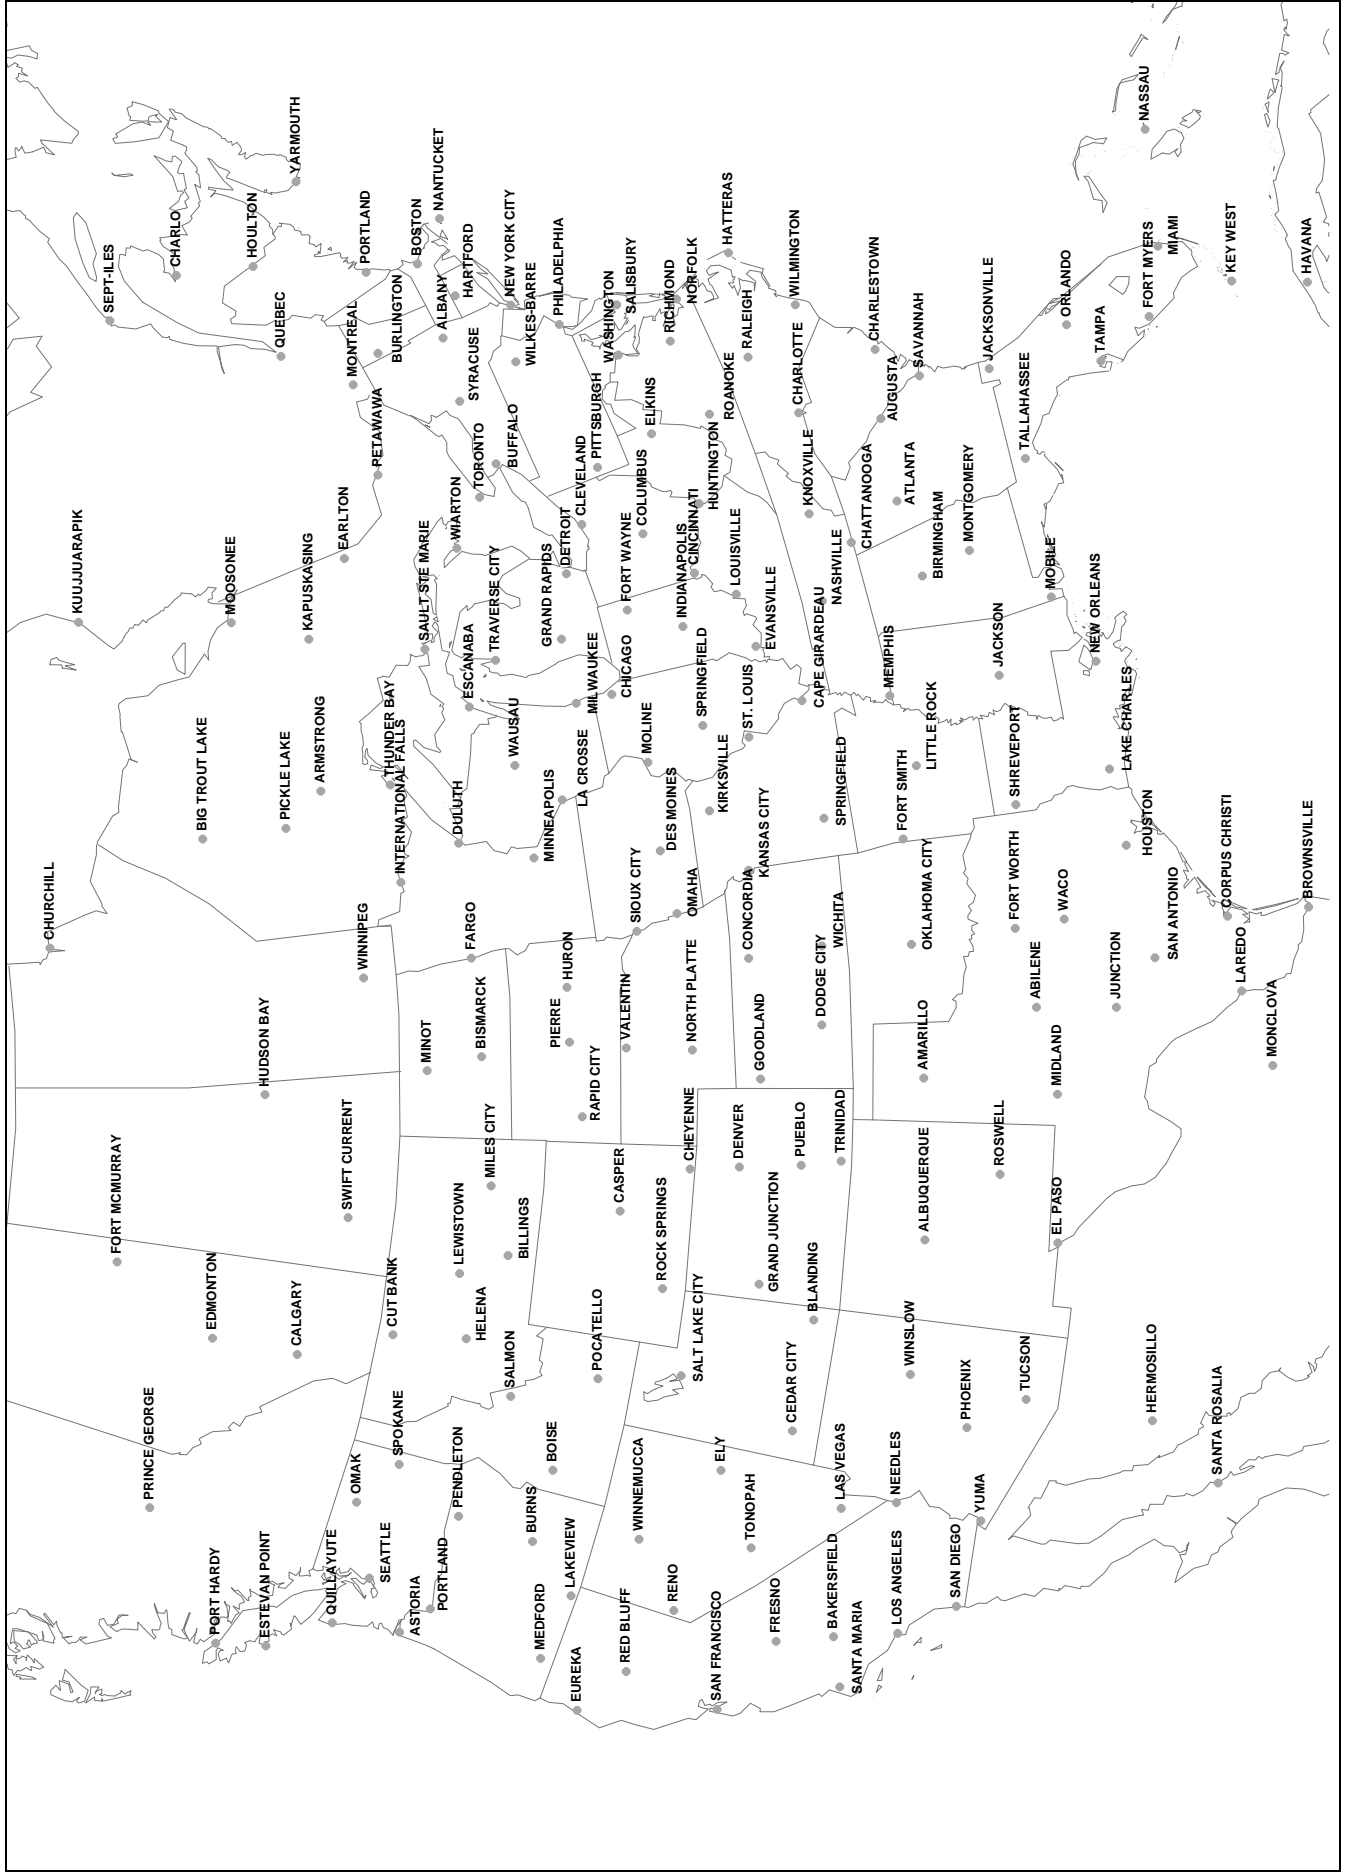 CHURCHILL
KUUJUARAPIK
SEPT-ILES
FORT MCMURRAY
PRINCE GEORGE
CHARLO
BIG TROUT LAKE
EDMONTON
PORT HARDY
MOOSONEE
HOULTON
HUDSON BAY
ESTEVAN POINT
QUEBEC
PICKLE LAKE
YARMOUTH
CALGARY
KAPUSKASING
ARMSTRONG
QUILLAYUTE
EARLTON
SWIFT CURRENT
MONTREAL
OMAK
WINNIPEG
PORTLAND
PETAWAWA
SEATTLE
BURLINGTON
THUNDER BAY
INTERNATIONAL FALLS
CUT BANK
SPOKANE
ASTORIA
BOSTON
SAULT STE MARIE
MINOT
PORTLAND
NANTUCKET
ALBANY
HARTFORD
WIARTON
DULUTH
PENDLETON
LEWISTOWN
SYRACUSE
ESCANABA
FARGO
HELENA
TORONTO
BISMARCK
MILES CITY
TRAVERSE CITY
BUFFALO
NEW YORK CITY
WILKES-BARRE
WAUSAU
BILLINGS
SALMON
MINNEAPOLIS
BURNS
MEDFORD
BOISE
GRAND RAPIDS
DETROIT
PHILADELPHIA
LA CROSSE
HURON
PIERRE
LAKEVIEW
EUREKA
CLEVELAND
MILWAUKEE
RAPID CITY
PITTSBURGH
POCATELLO
WASHINGTON
SALISBURY
CHICAGO
CASPER
FORT WAYNE
VALENTIN
RED BLUFF
SIOUX CITY
WINNEMUCCA
COLUMBUS
MOLINE
ELKINS
DES MOINES
ROCK SPRINGS
RICHMOND
NORFOLK
RENO
OMAHA
INDIANAPOLIS
CINCINNATI
NORTH PLATTE
CHEYENNE
SALT LAKE CITY
HUNTINGTON
SPRINGFIELD
KIRKSVILLE
ROANOKE
SAN FRANCISCO
ELY
HATTERAS
LOUISVILLE
DENVER
RALEIGH
ST. LOUIS
CONCORDIA
KANSAS CITY
TONOPAH
GOODLAND
EVANSVILLE
GRAND JUNCTION
FRESNO
CEDAR CITY
WILMINGTON
CHARLOTTE
PUEBLO
KNOXVILLE
CAPE GIRARDEAU
BLANDING
NASHVILLE
DODGE CITY
WICHITA
SPRINGFIELD
BAKERSFIELD
TRINIDAD
LAS VEGAS
SANTA MARIA
CHATTANOOGA
CHARLESTOWN
AUGUSTA
MEMPHIS
NEEDLES
LOS ANGELES
ATLANTA
FORT SMITH
WINSLOW
SAVANNAH
OKLAHOMA CITY
LITTLE ROCK
BIRMINGHAM
AMARILLO
ALBUQUERQUE
SAN DIEGO
PHOENIX
MONTGOMERY
YUMA
JACKSONVILLE
JACKSON
ROSWELL
SHREVEPORT
FORT WORTH
TALLAHASSEE
TUCSON
ABILENE
MOBILE
EL PASO
MIDLAND
WACO
ORLANDO
NEW ORLEANS
TAMPA
JUNCTION
LAKE CHARLES
HOUSTON
NASSAU
FORT MYERS
MIAMI
HERMOSILLO
SAN ANTONIO
SANTA ROSALIA
CORPUS CHRISTI
KEY WEST
LAREDO
MONCLOVA
HAVANA
BROWNSVILLE